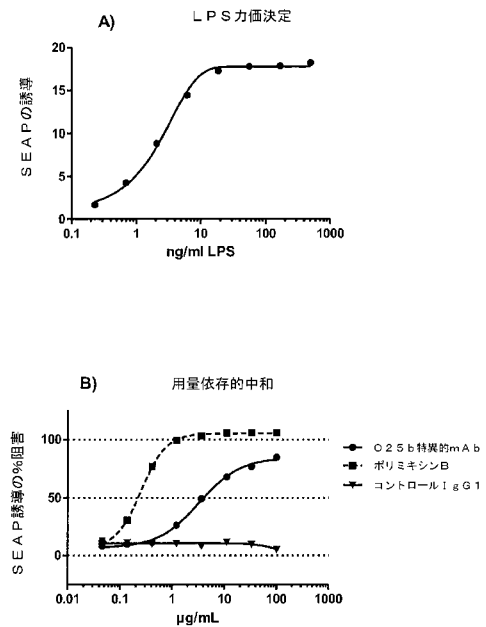 A)
LPS力価決定
SEAPの誘導
20
15
10
5
0
0.1
1
10
100
1000
ng/ml LPS
B)
用量依存的中和
SEAP誘導の%阻害
100
50
0
0.01
0.1
1
10
100
1000
μg/mL
O25b特異的mAb
ポリミキシンB
コントロールIgG1